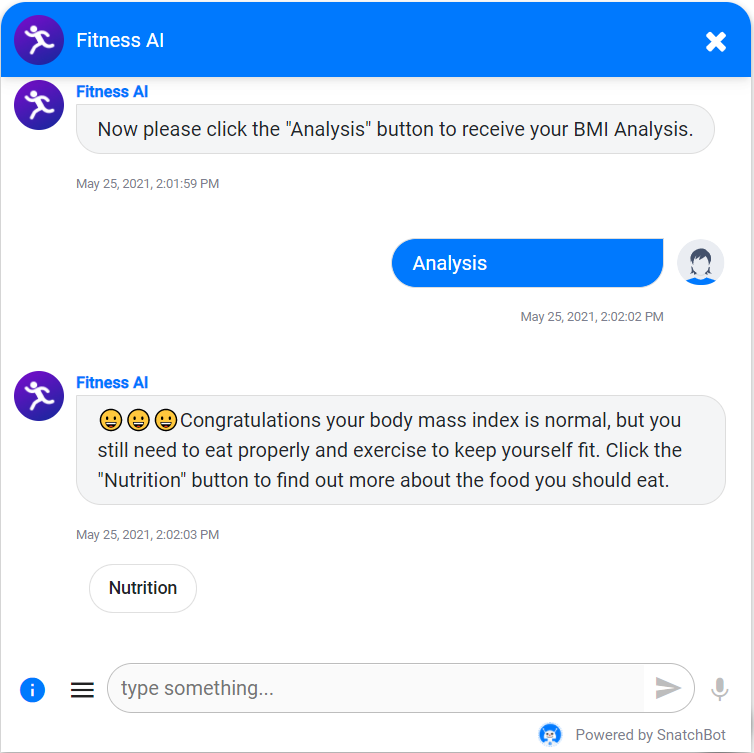 Fitness AI
Fitness AI
Now please click the "Analysis" button to receive your BMI Analysis.
May 25, 2021, 2:01:59 PM
Analysis
May 25, 2021, 2:02:02 PM
Fitness AI
😀😀😀Congratulations your body mass index is normal, but you
still need to eat properly and exercise to keep yourself fit. Click the
"Nutrition" button to find out more about the food you should eat.
May 25, 2021, 2:02:03 PM
Nutrition
type something...
Powered by SnatchBot